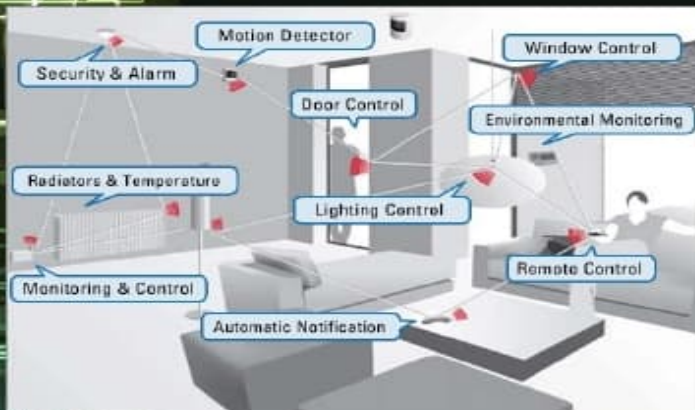 Motion Detector
Window Control
Security & Alarm
Door Control
Environmental Monitoring
Radiators & Temperature
Lighting Control
Remote Control
Monitoring & Control
Automatic Notification